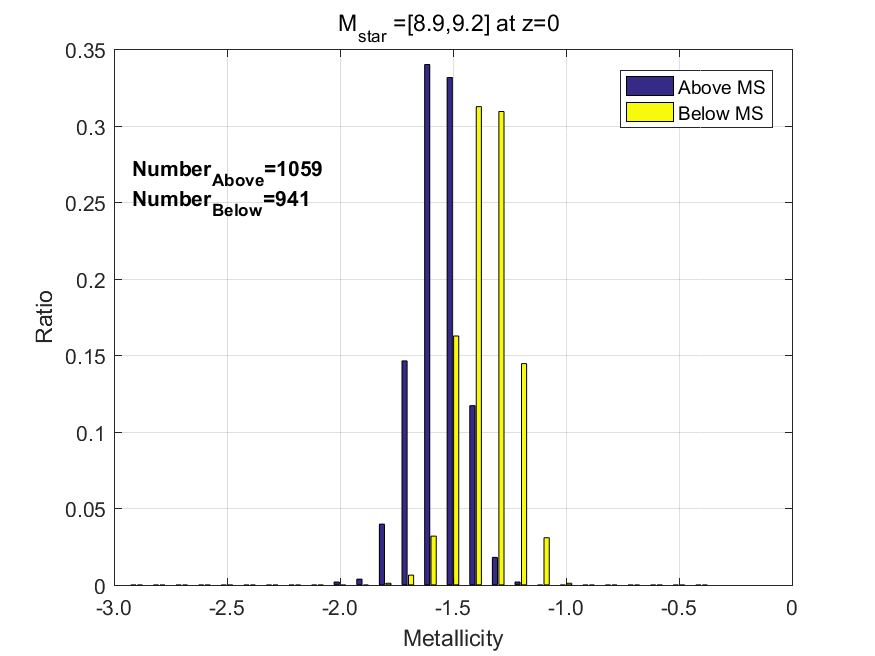 M_star =[8.9,9.2] at z=0
0.35
0.3
0.25
0.2
0.15
0.1
0.05
0
Ratio
Above MS
Below MS
Number_Above=1059
Number_Below=941
-3.0 -2.5 -2.0 -1.5 -1.0 -0.5 0
Metallicity